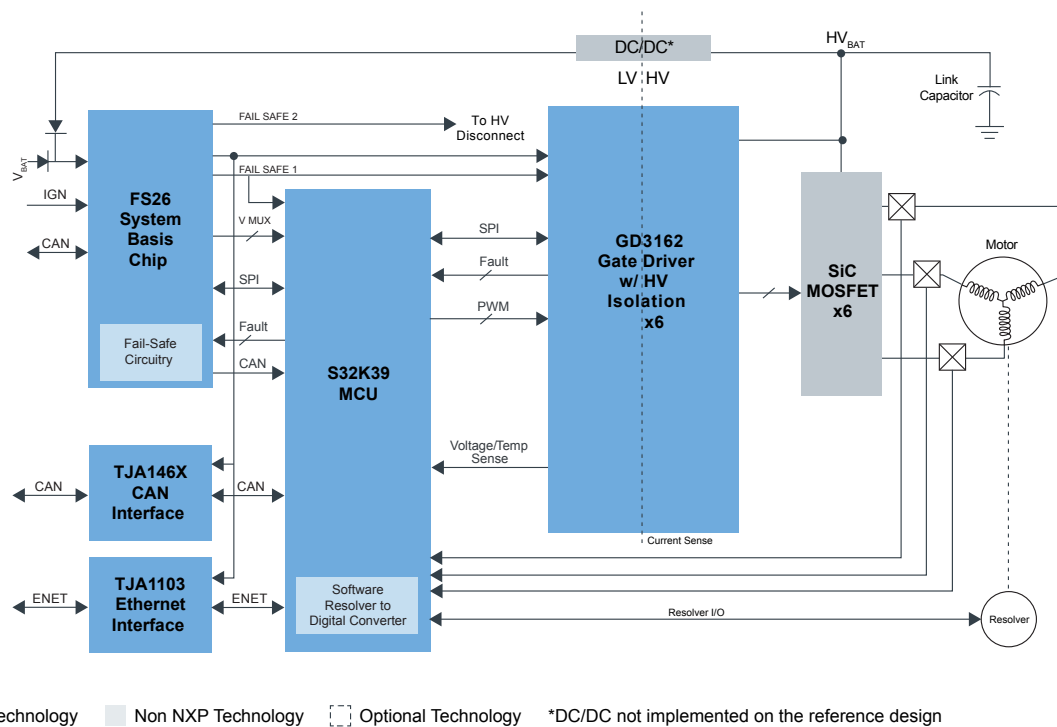 DC/DC*
HV BAT
LV HV
Link
Capacitor
FAIL SAFE 2
To HV
Disconnect
V BAT
FAIL SAFE 1
IGN
FS26
System
Basis
Chip
V MUX
CAN
SPI
Fault
CAN
Fail-Safe
Circuitry
S32K39
MCU
SPI
Fault
PWM
GD3162
Gate Driver
w/ HV
Isolation
x6
SiC
MOSFET
x6
Motor
Voltage/Temp
Sense
CAN
TJA146X
CAN
Interface
CAN
Current Sense
ENET
TJA1103
Ethernet
Interface
ENET
Software
Resolver to
Digital Converter
Resolver I/O
Resolver
Non NXP Technology
Optional Technology
*DC/DC not implemented on the reference design